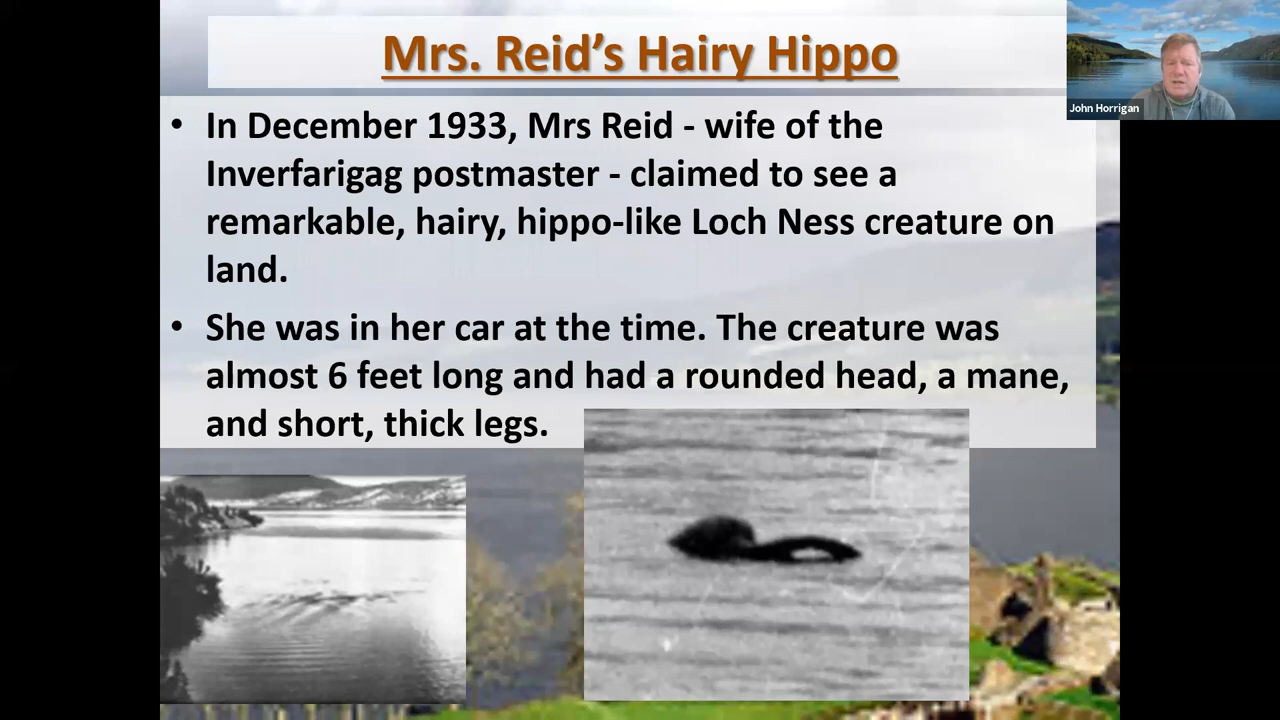 Mrs. Reid’s Hairy Hippo
John Horrigan
• In December 1933, Mrs Reid - wife of the
Inverfarigag postmaster - claimed to see a
remarkable, hairy, hippo-like Loch Ness creature on
land.
• She was in her car at the time. The creature was
almost 6 feet long and had a rounded head, a mane,
and short, thick legs.